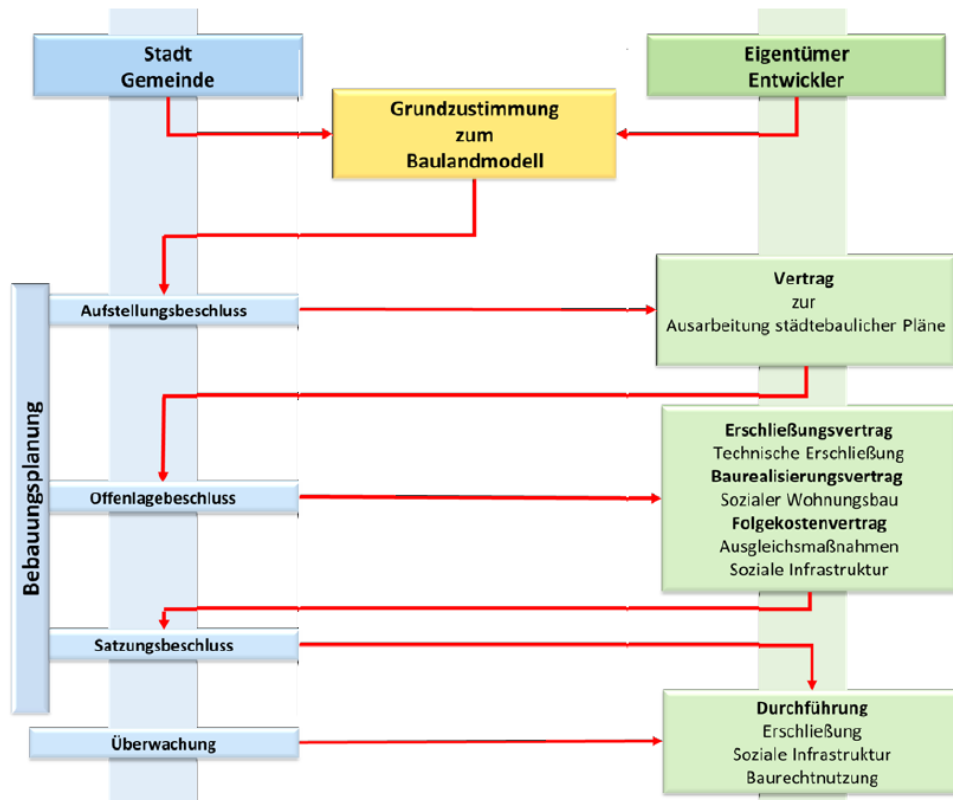 Stadt
Gemeinde
Eigentümer
Entwickler
Grundzustimmung
zum
Baulandmodell
Bebauungsplanung
Aufstellungsbeschluss
Vertrag
zur
Ausarbeitung städtebaulicher Pläne
Offenlagebeschluss
Erschließungsvertrag
Technische Erschließung
Baurealisierungsvertrag
Sozialer Wohnungsbau
Folgekostenvertrag
Ausgleichsmaßnahmen
Soziale Infrastruktur
Satzungsbeschluss
Überwachung
Durchführung
Erschließung
Soziale Infrastruktur
Baurechtnutzung